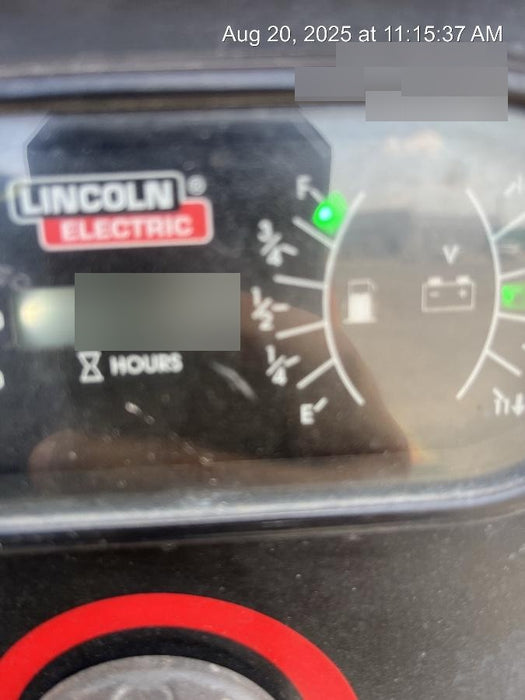 Aug 20, 2025 at 11:15:37 AM
LINCOLN®
ELECTRIC
HOURS
F
3/4
1/2
1/4
E
V
- +